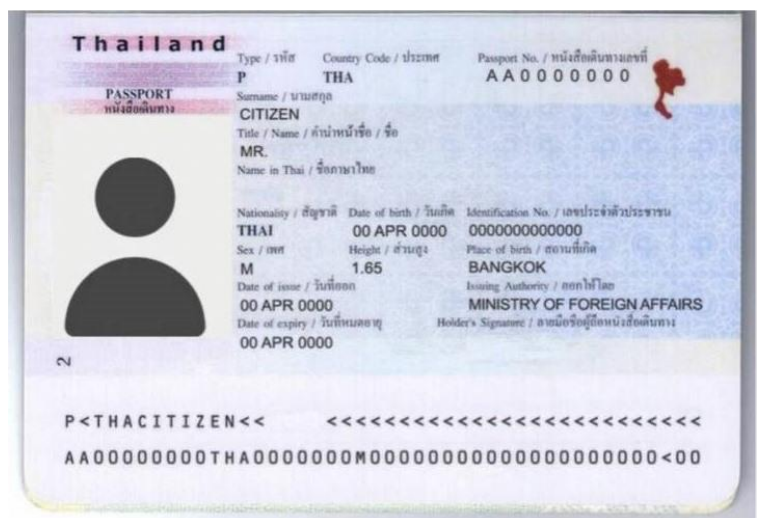 Thailand
Type / รหัส Country Code / ประเทศ Passport No. / หนังสือเดินทางเลขที่
P THA AA0000000
PASSPORT
หนังสือเดินทาง
Surname / นามสกุล
CITIZEN
Title / Name / คำนำหน้าชื่อ / ชื่อ
MR.
Name in Thai / ชื่อภาษาไทย
Nationality / สัญชาติ Date of birth / วันเกิด Identification No. / เลขประจำตัวประชาชน
THAI 00 APR 0000 0000000000000
Sex / เพศ Height / ส่วนสูง Place of birth / สถานที่เกิด
M 1.65 BANGKOK
Date of issue / วันที่ออก Issuing Authority / ออกให้โดย
00 APR 0000 MINISTRY OF FOREIGN AFFAIRS
Date of expiry / วันที่หมดอายุ Holder's Signature / ลายมือชื่อผู้ถือหนังสือเดินทาง
00 APR 0000
2
P<THACITIZEN<< <<<<<<<<<<<<<<<<<<<<<<<<<<
AA00000000THA0000000M0000000000000000000000<00